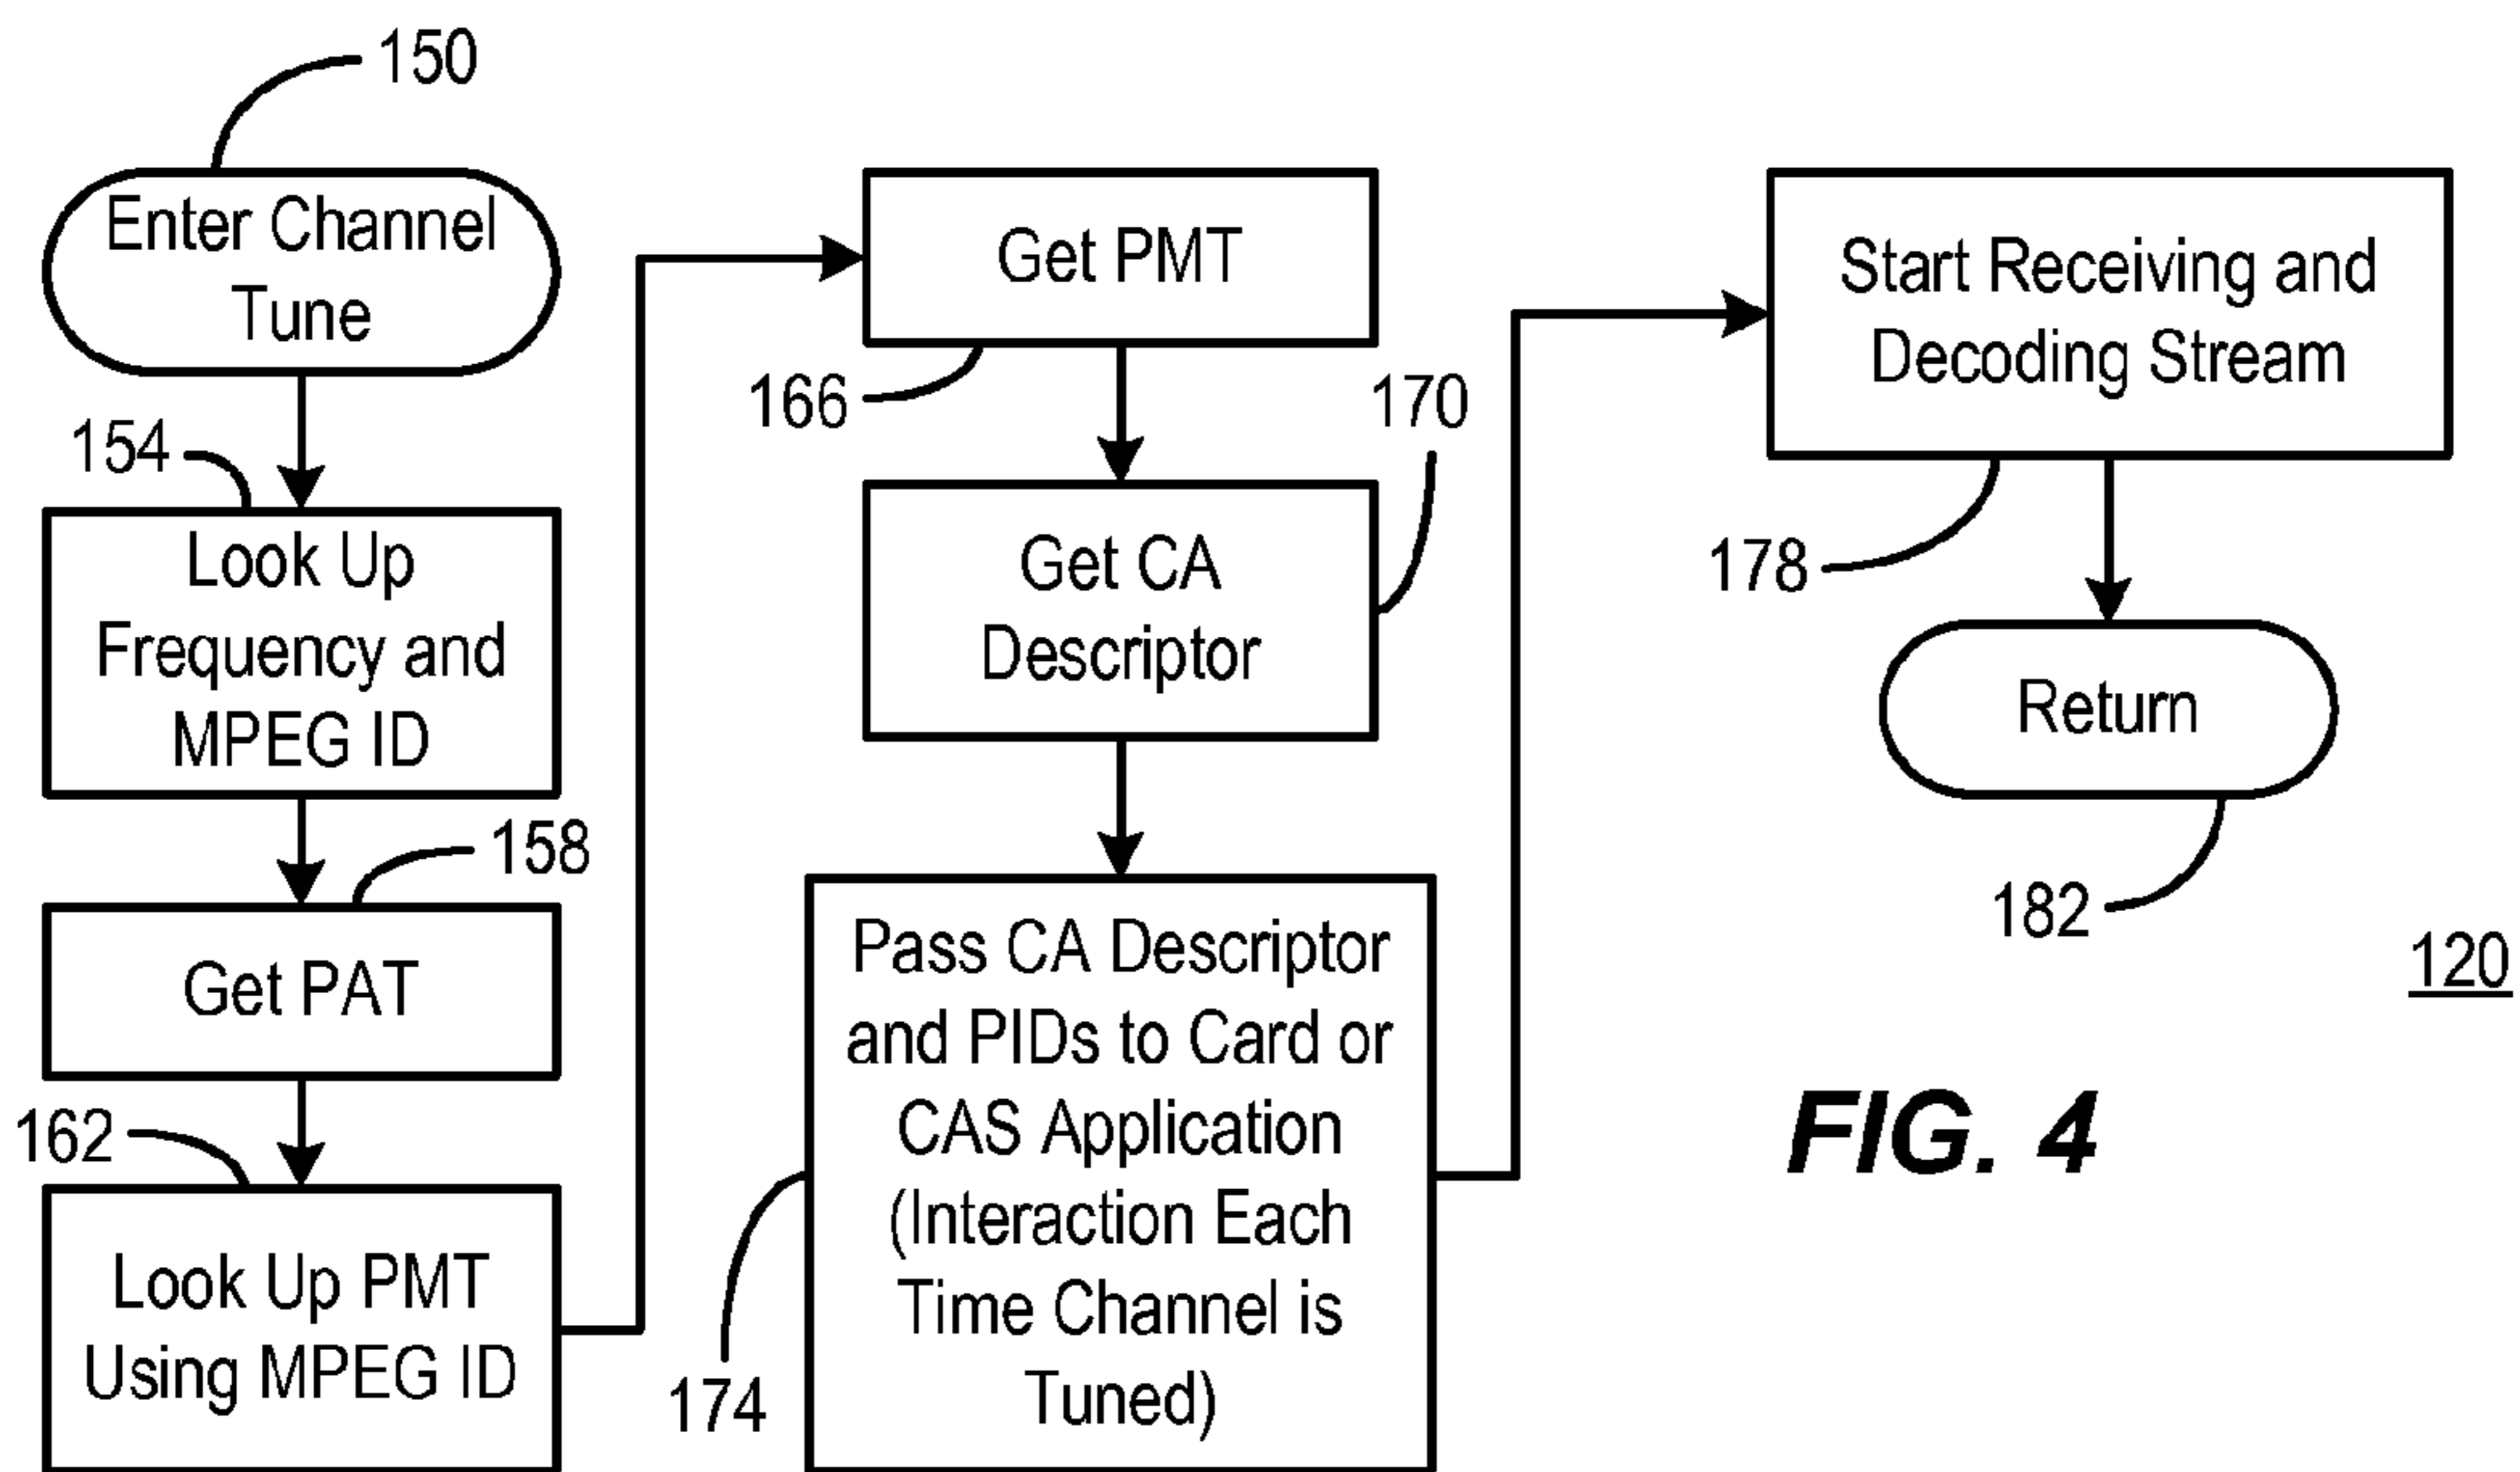 150
Enter Channel
Tune
154
Look Up
Frequency and
MPEG ID
158
Get PAT
162
Look Up PMT
Using MPEG ID
Get PMT
166
170
Get CA
Descriptor
Pass CA Descriptor
and PIDs to Card or
CAS Application
(Interaction Each
Time Channel is
Tuned)
174
Start Receiving and
Decoding Stream
178
Return
182
120
FIG. 4